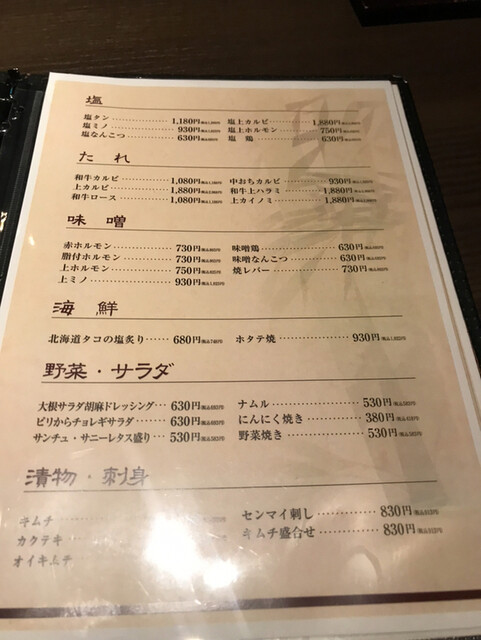 塩
塩タン 1,180円
塩ミノ 930円
塩なんこつ 630円
塩上カルビ 1,880円
塩上ホルモン 750円
塩 鶏 630円
たれ
和牛カルビ 1,080円
上カルビ 1,880円
和牛ロース 1,080円
中おちカルビ 930円
和牛上ハラミ 1,880円
上カイノミ 1,880円
味噌
赤ホルモン 730円
脂付ホルモン 730円
上ホルモン 750円
上ミノ 930円
味噌鶏 630円
味噌なんこつ 630円
焼レバー 730円
海鮮
北海道タコの塩炙り 680円
ホタテ焼 930円
野菜・サラダ
大根サラダ胡麻ドレッシング 630円
ピリからチョレギサラダ 630円
サンチュ・サニーレタス盛り 530円
ナムル 530円
にんにく焼き 380円
野菜焼き 530円
漬物・刺身
キムチ
カクテキ
オイキムチ
センマイ刺し 830円
キムチ盛合せ 830円